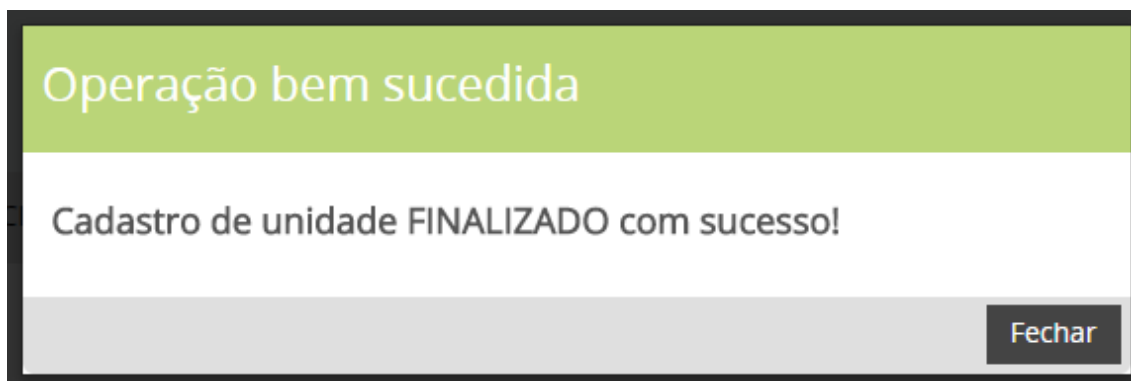 Operação bem sucedida
Cadastro de unidade FINALIZADO com sucesso!
Fechar